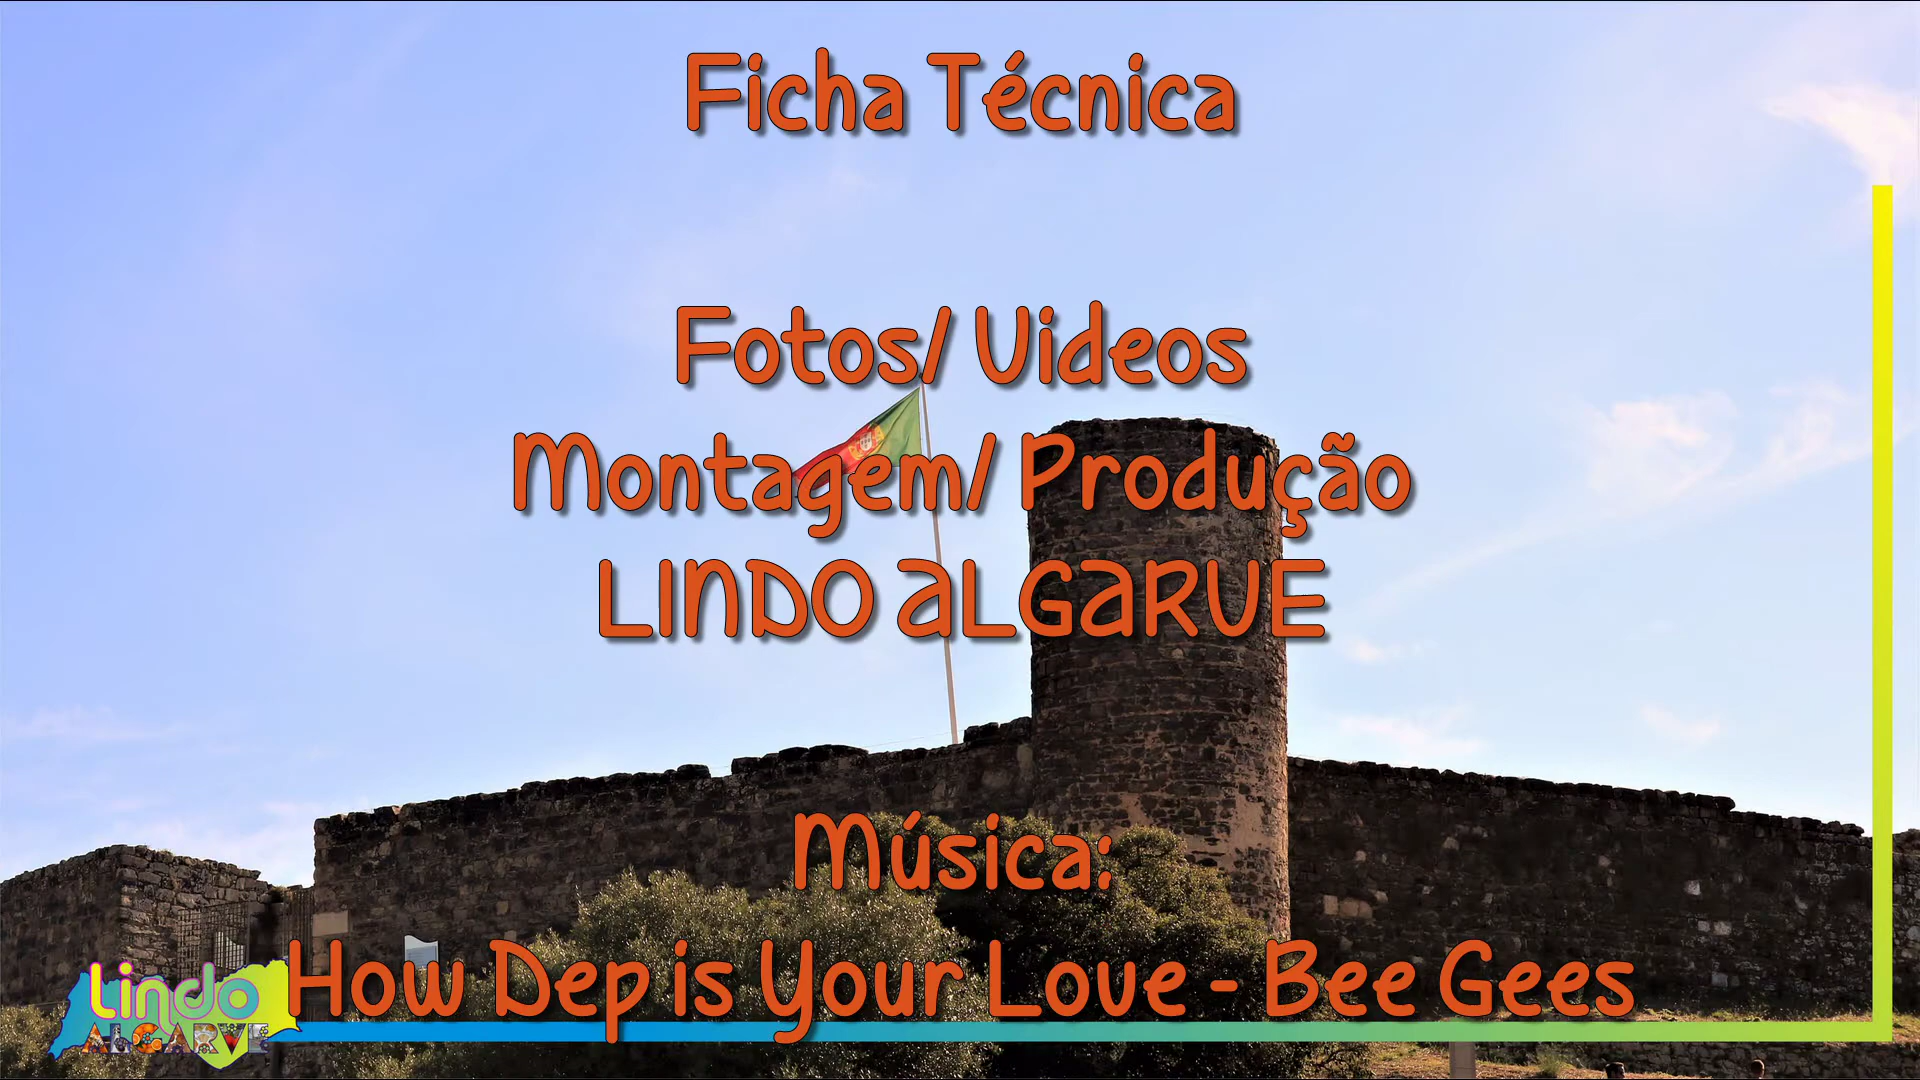 Ficha Técnica
Fotos/ Videos
Montagem/ Produção
LINDO ALGARVE
Música:
How Dep is Your Love - Bee Gees
Lindo
ALGARVE